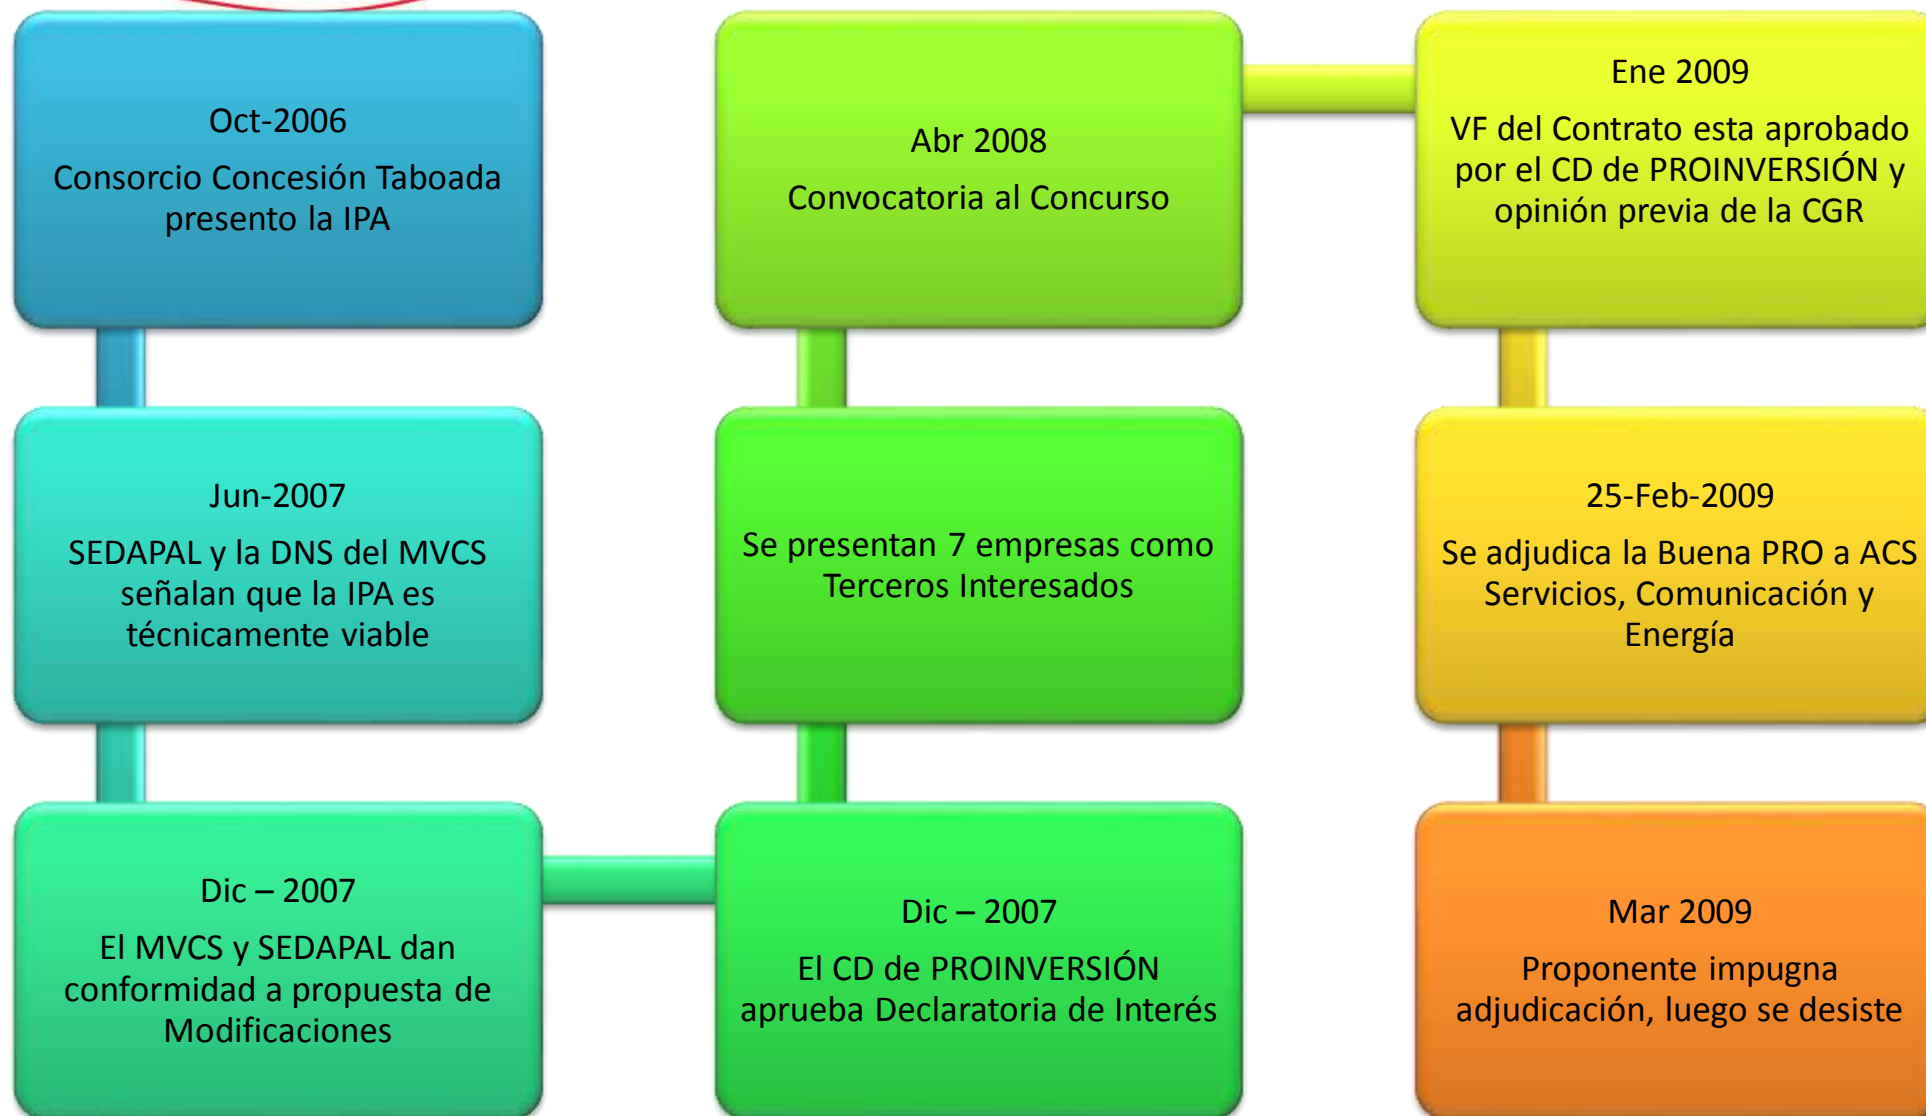 Oct-2006
Consorcio Concesión Taboada
presento la IPA
Jun-2007
SEDAPAL y la DNS del MVCS
señalan que la IPA es
técnicamente viable
Dic – 2007
El MVCS y SEDAPAL dan
conformidad a propuesta de
Modificaciones
Dic – 2007
El CD de PROINVERSIÓN
aprueba Declaratoria de Interés
Se presentan 7 empresas como
Terceros Interesados
Abr 2008
Convocatoria al Concurso
Ene 2009
VF del Contrato esta aprobado
por el CD de PROINVERSIÓN y
opinión previa de la CGR
25-Feb-2009
Se adjudica la Buena PRO a ACS
Servicios, Comunicación y
Energía
Mar 2009
Proponente impugna
adjudicación, luego se desiste